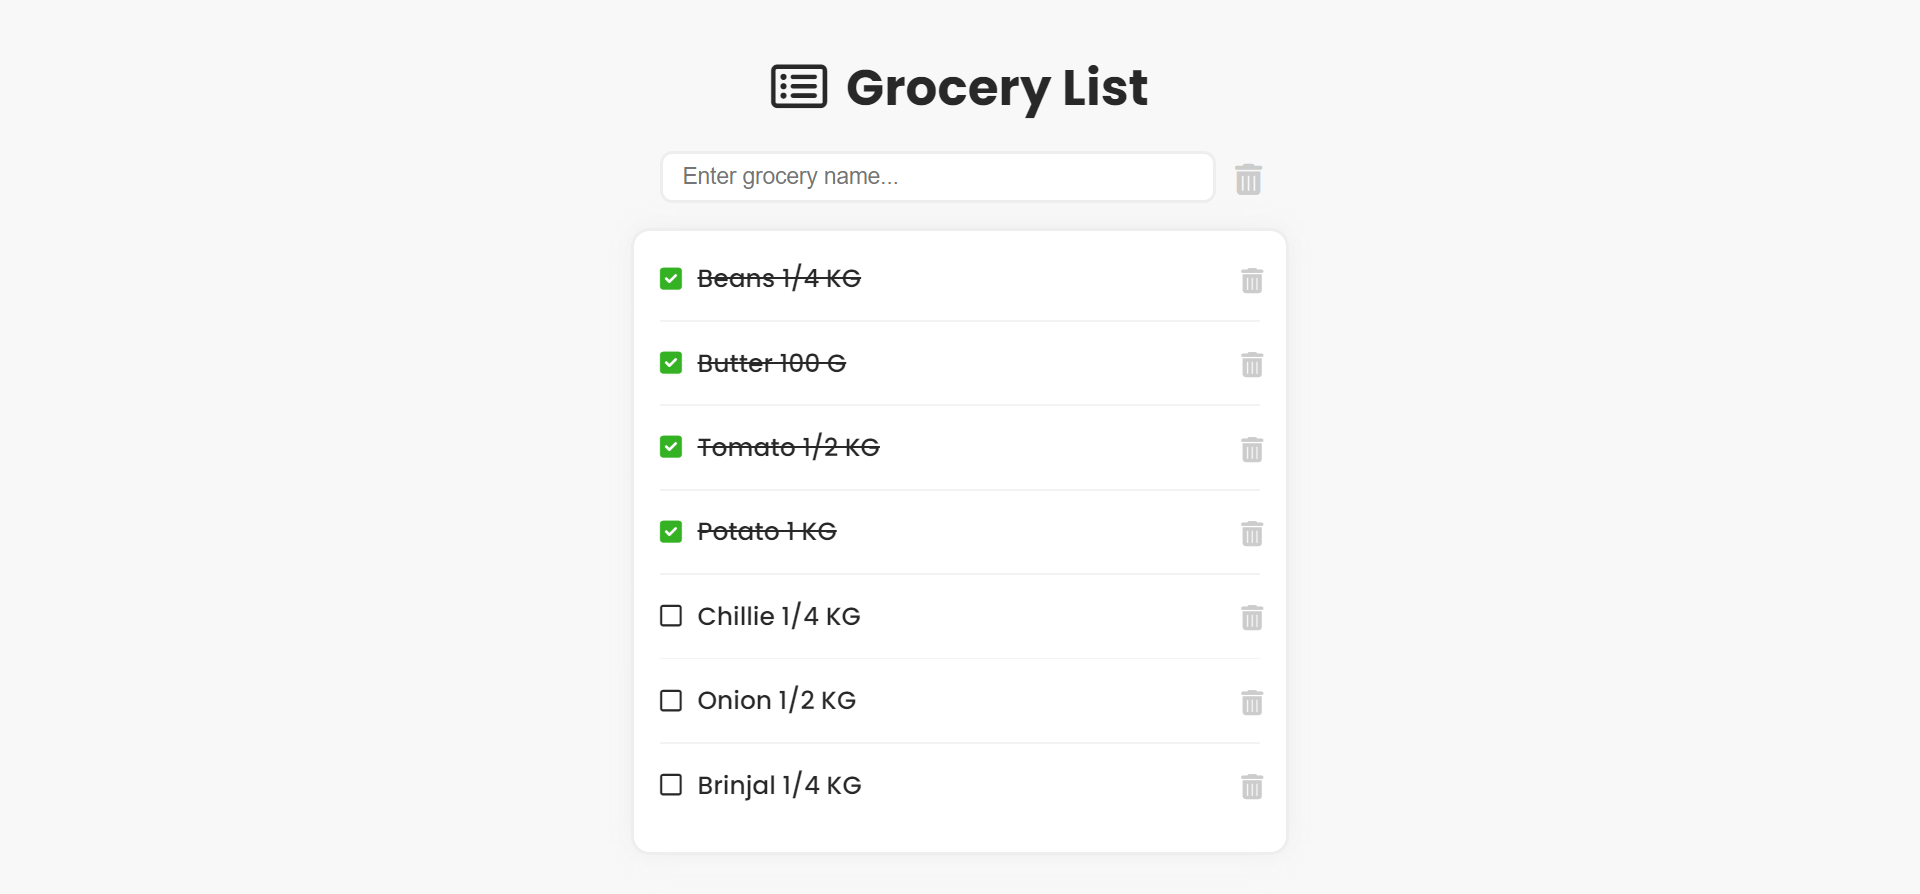 Grocery List
Enter grocery name...
Beans 1/4 KG
Butter 100 G
Tomato 1/2 KG
Potato 1 KG
Chillie 1/4 KG
Onion 1/2 KG
Brinjal 1/4 KG